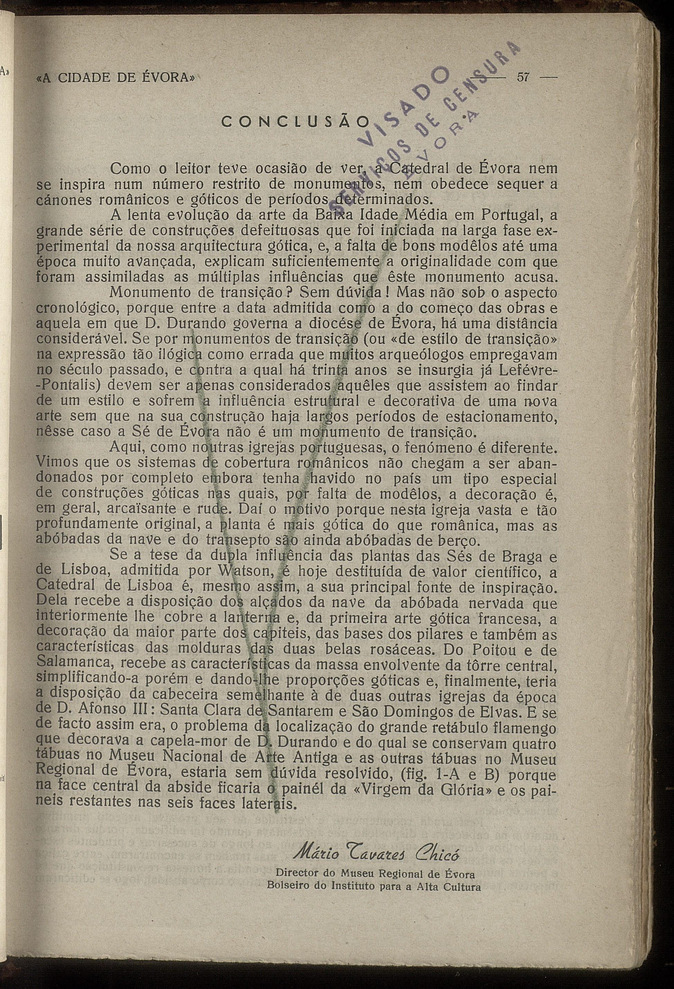 «A CIDADE DE ÉVORA»
— 57 —
VISADO
SERVIÇOS DE CENSURA
ÉVORA
CONCLUSÃO
Como o leitor teve ocasião de ver, a Catedral de Évora nem
se inspira num número restrito de monumentos, nem obedece sequer a
cánones românicos e góticos de períodos determinados.
A lenta evolução da arte da Baixa Idade Média em Portugal, a
grande série de construções defeituosas que foi iniciada na larga fase ex-
perimental da nossa arquitectura gótica, e, a falta de bons modêlos até uma
época muito avançada, explicam suficientemente a originalidade com que
foram assimiladas as múltiplas influências que êste monumento acusa.
Monumento de transição? Sem dúvida! Mas não sob o aspecto
cronológico, porque entre a data admitida como a do começo das obras e
aquela em que D. Durando governa a diocése de Évora, há uma distância
considerável. Se por monumentos de transição (ou «de estilo de transição»
na expressão tão ilógica como errada que muitos arqueólogos empregavam
no século passado, e contra a qual há trinta anos se insurgia já Lefévre-
-Pontalis) devem ser apenas considerados aquêles que assistem ao findar
de um estilo e sofrem a influência estrutural e decorativa de uma nova
arte sem que na sua construção haja largos períodos de estacionamento,
nêsse caso a Sé de Évora não é um monumento de transição.
Aqui, como noutras igrejas portuguesas, o fenómeno é diferente.
Vimos que os sistemas de cobertura românicos não chegam a ser aban-
donados por completo embora tenha havido no país um tipo especial
de construções góticas nas quais, por falta de modêlos, a decoração é,
em geral, arcaïsante e rude. Daí o motivo porque nesta igreja vasta e tão
profundamente original, a planta é mais gótica do que românica, mas as
abóbadas da nave e do transepto são ainda abóbadas de berço.
Se a tese da dupla influência das plantas das Sés de Braga e
de Lisboa, admitida por Watson, é hoje destituída de valor científico, a
Catedral de Lisboa é, mesmo assim, a sua principal fonte de inspiração.
Dela recebe a disposição dos alçados da nave da abóbada nervada que
interiormente lhe cobre a lanterna e, da primeira arte gótica francesa, a
decoração da maior parte dos capiteis, das bases dos pilares e também as
características das molduras das duas belas rosáceas. Do Poitou e de
Salamanca, recebe as características da massa envolvente da tôrre central,
simplificando-a porém e dando-lhe proporções góticas e, finalmente, teria
a disposição da cabeceira semelhante à de duas outras igrejas da época
de D. Afonso III: Santa Clara de Santarem e São Domingos de Elvas. E se
de facto assim era, o problema da localização do grande retábulo flamengo
que decorava a capela-mor de D. Durando e do qual se conservam quatro
tábuas no Museu Nacional de Arte Antiga e as outras tábuas no Museu
Regional de Évora, estaria sem dúvida resolvido, (fig. 1-A e B) porque
na face central da abside ficaria o painél da «Virgem da Glória» e os pai-
neis restantes nas seis faces laterais.
Mário Tavares Chicó
Director do Museu Regional de Évora
Bolseiro do Instituto para a Alta Cultura